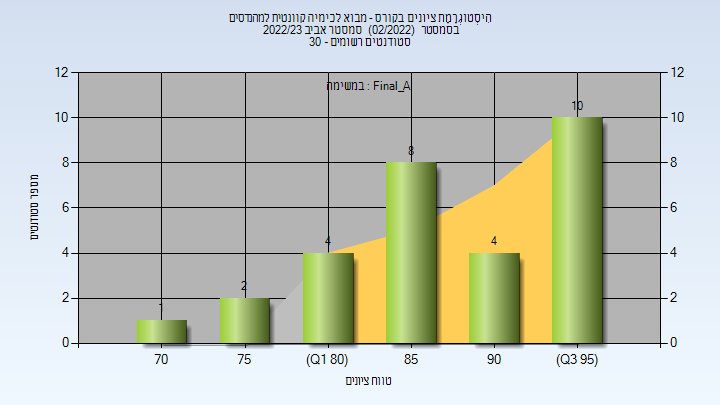 הִיסְטוֹגְרָמַת ציונים בקורס - מבוא לכימיה קוונטית למהנדסים
בסמסטר (02/2022) סמסטר אביב 2022/23
סטודנטים רשומים - 30
במשימה : Final_A
12 12
10 10
8 8
6 6
4 4
2 2
0 0
1 2 4 8 4 10
מספר סטודנטים
70 75 (Q1 80) 85 90 (Q3 95)
טווח ציונים